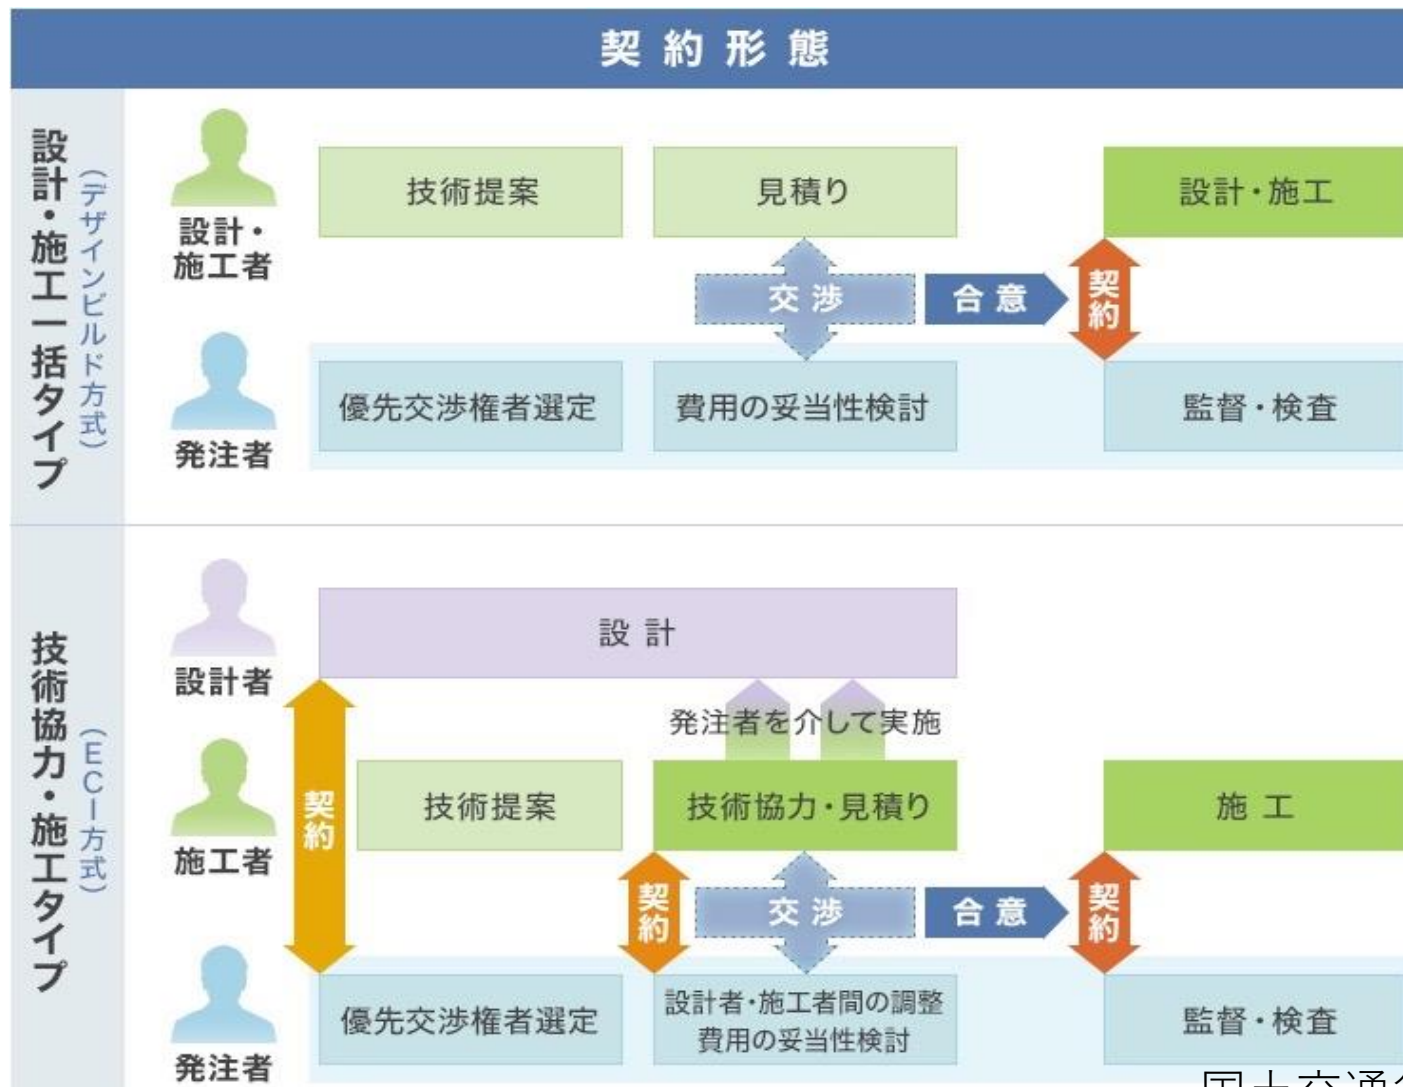 契約形態
設計・施工一括タイプ
(デザインビルド方式)
設計・
施工者
技術提案
見積り
設計・施工
交渉
合意
契約
発注者
優先交渉権者選定
費用の妥当性検討
監督・検査
技術協力・施工タイプ
(ECI方式)
設計者
設計
発注者を介して実施
契約
施工者
技術提案
技術協力・見積り
施工
契約
交渉
合意
契約
発注者
優先交渉権者選定
設計者・施工者間の調整
費用の妥当性検討
監督・検査
国土交通